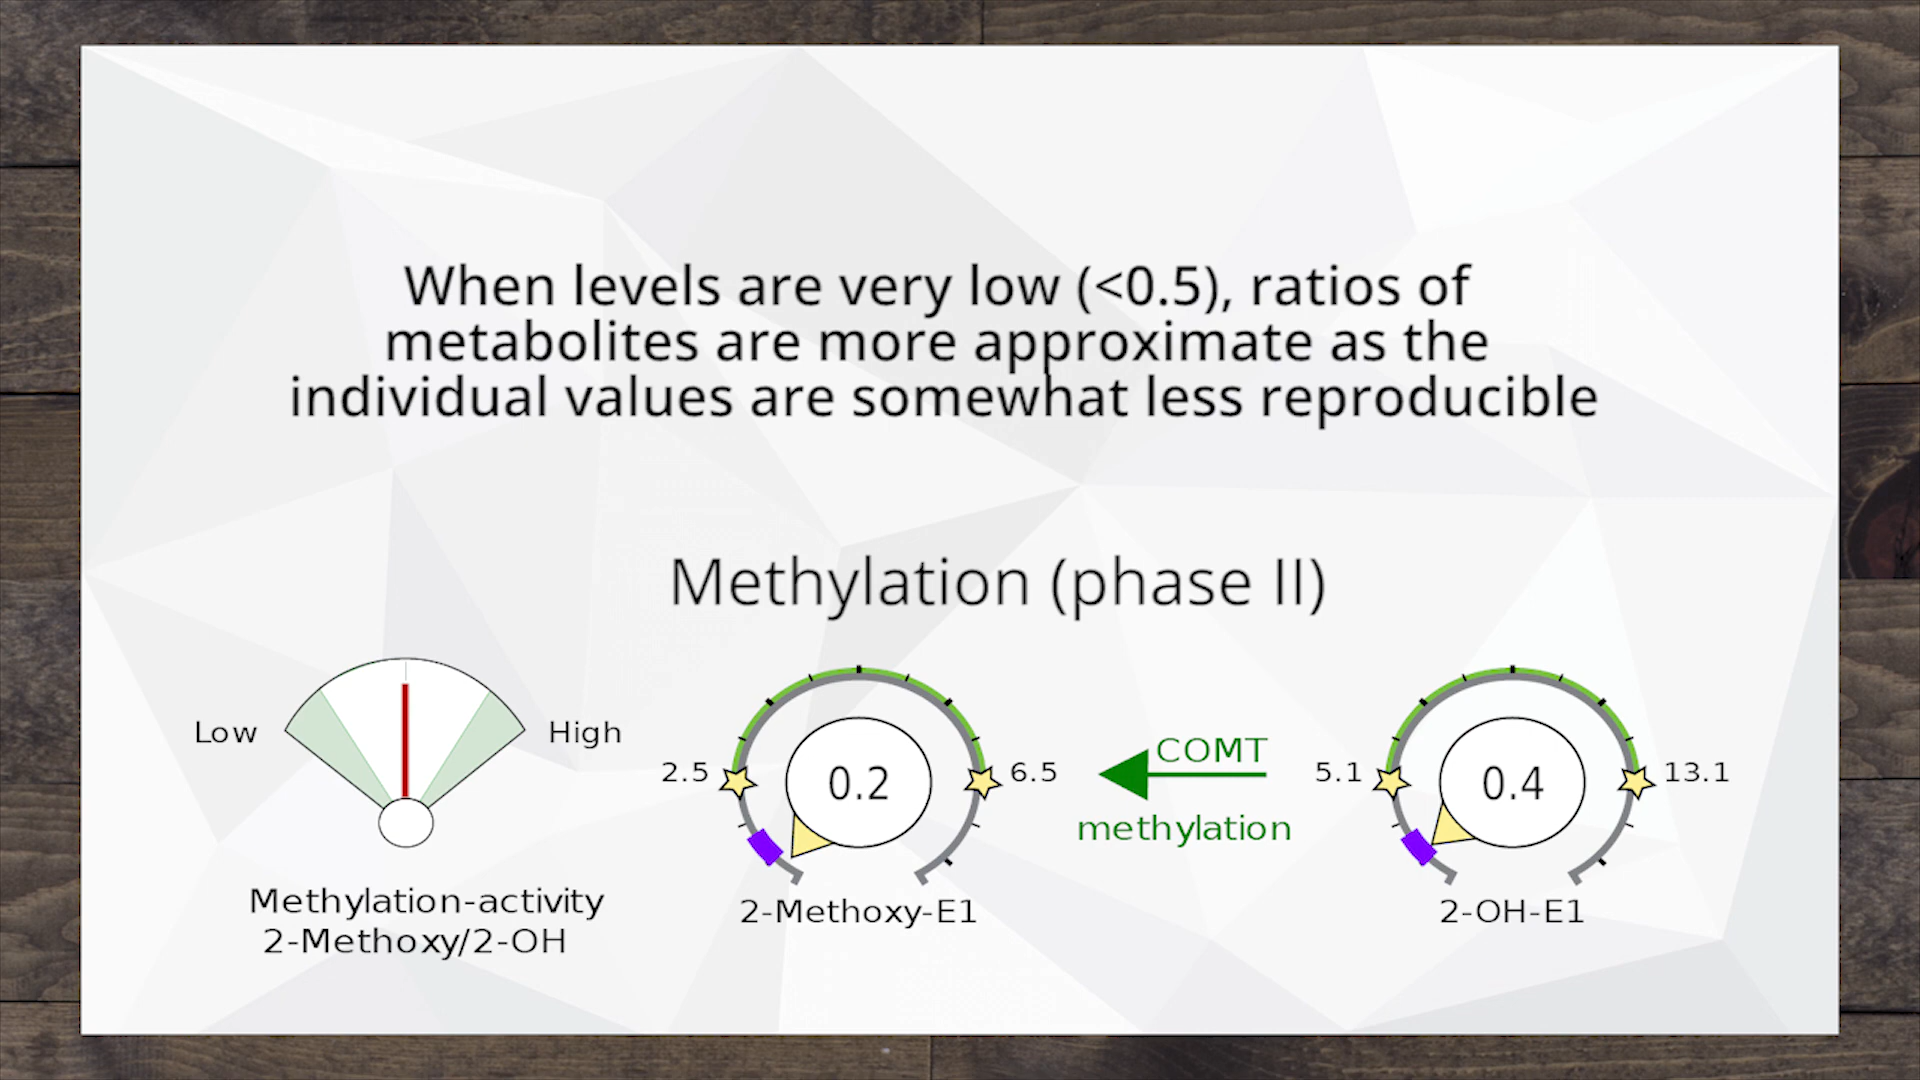 When levels are very low (<0.5), ratios of
metabolites are more approximate as the
individual values are somewhat less reproducible
Methylation (phase II)
Low
High
Methylation-activity
2-Methoxy/2-OH
2.5
0.2
6.5
2-Methoxy-E1
COMT
methylation
5.1
0.4
13.1
2-OH-E1